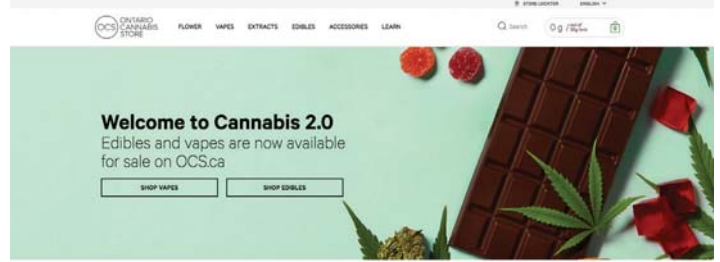 STORE LOCATOR
ENGLISH
OCS
ONTARIO
CANNABIS
STORE
FLOWER
VAPES
EXTRACTS
EDIBLES
ACCESSORIES
LEARN
Search
0 g /
Welcome to Cannabis 2.0
Edibles and vapes are now available
for sale on OCS.ca
SHOP VAPES
SHOP EDIBLES